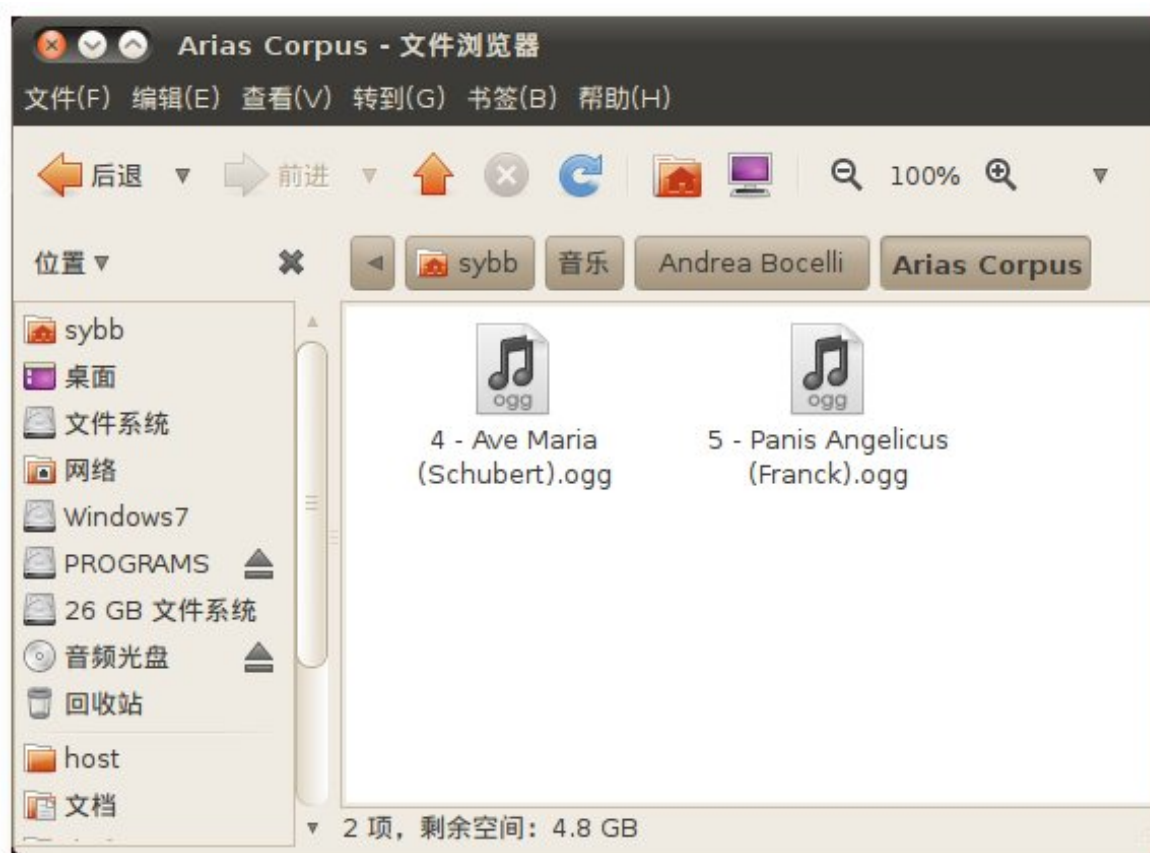 Arias Corpus - 文件浏览器
文件(F) 编辑(E) 查看(V) 转到(G) 书签(B) 帮助(H)
后退 前进 100%
位置 sybb 音乐 Andrea Bocelli Arias Corpus
sybb
桌面
文件系统
网络
Windows7
PROGRAMS
26 GB 文件系统
音频光盘
回收站
host
文档
ogg
4 - Ave Maria
(Schubert).ogg
ogg
5 - Panis Angelicus
(Franck).ogg
2 项，剩余空间：4.8 GB